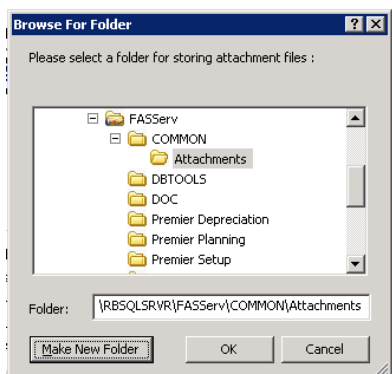 Browse For Folder
Please select a folder for storing attachment files :
FASServ
COMMON
Attachments
DBTOOLS
DOC
Premier Depreciation
Premier Planning
Premier Setup
Folder: \RBSQLSRVR\FASServ\COMMON\Attachments
Make New Folder OK Cancel